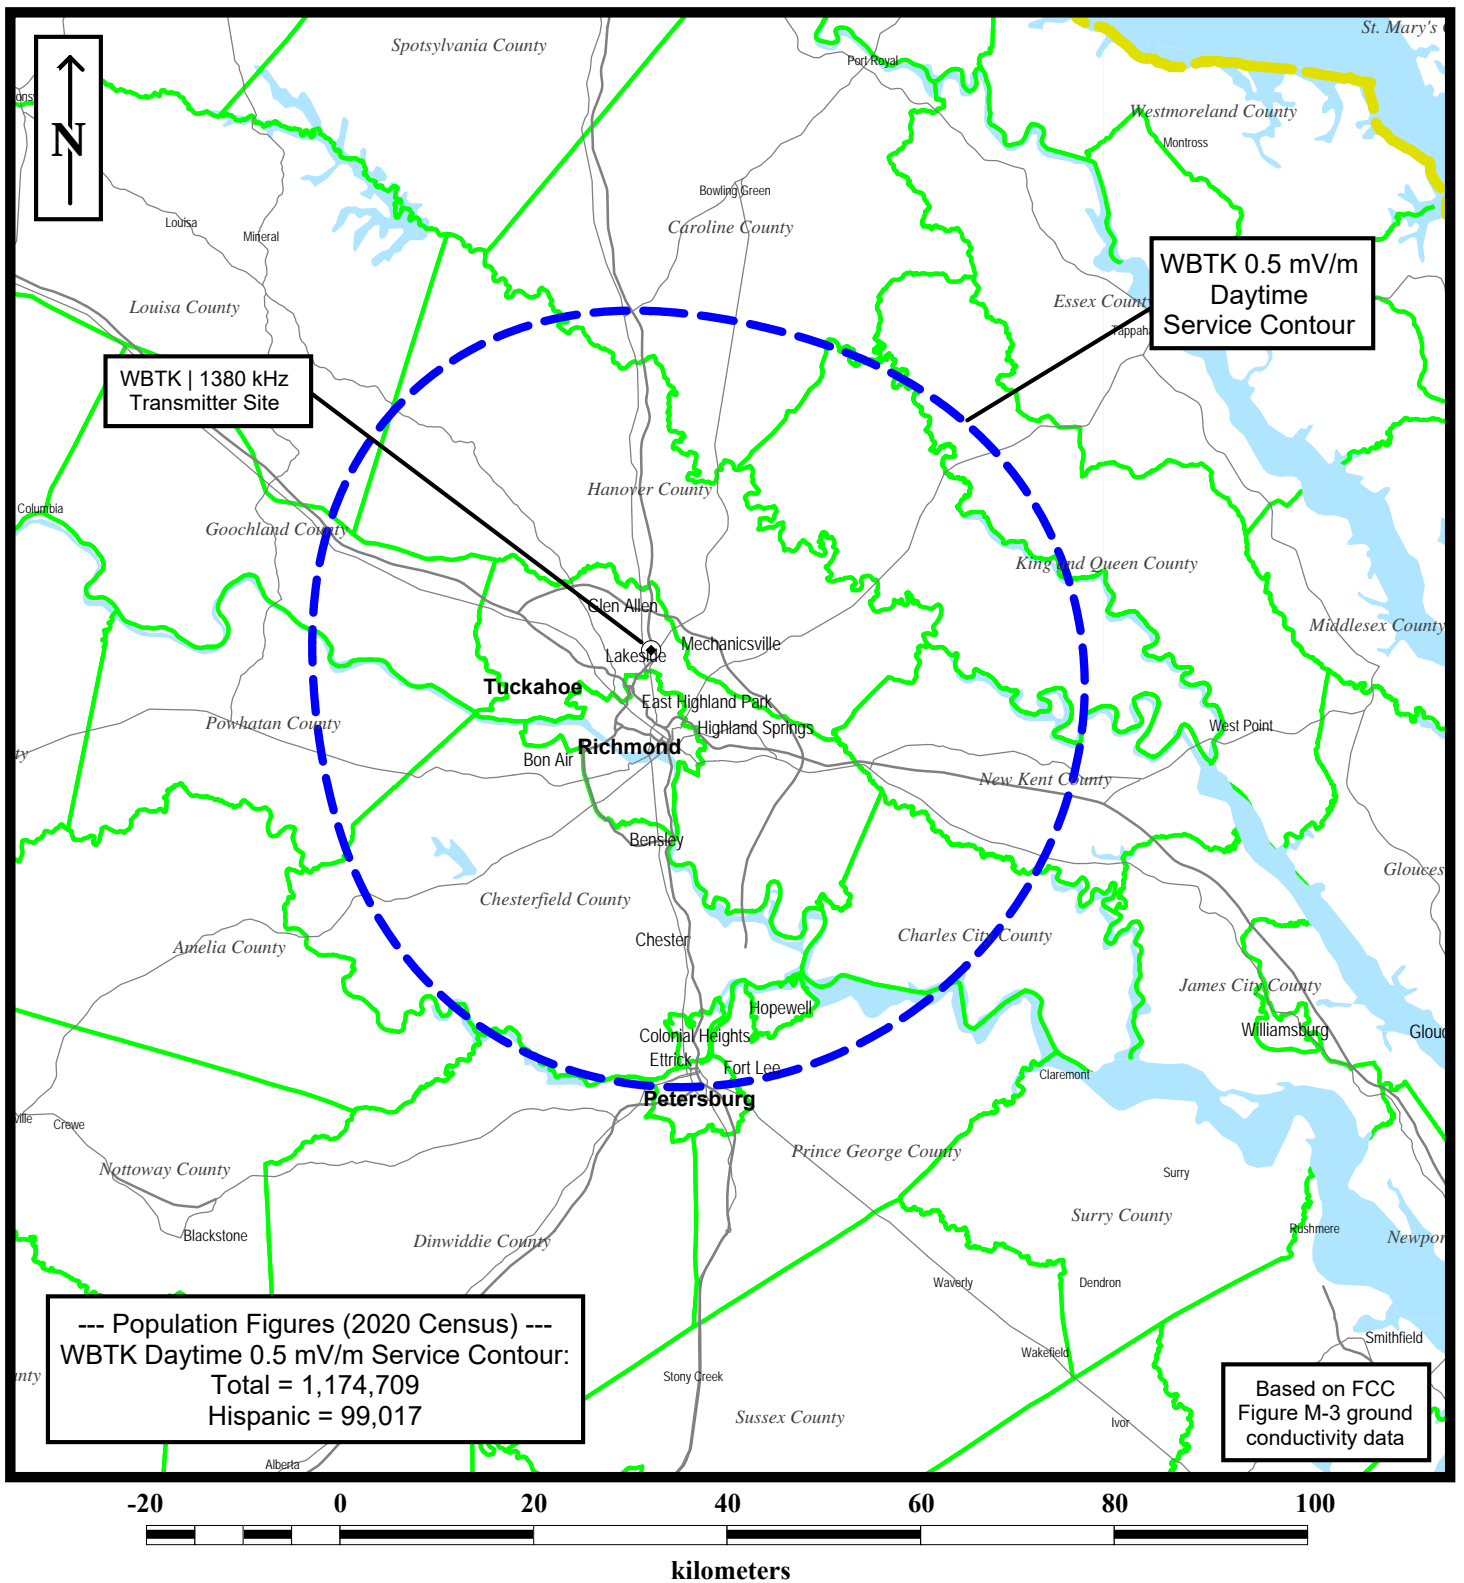 St. Mary's
Spotsylvania County
Port Royal
N
Westmoreland County
Montross
Bowling Green
Caroline County
Louisa
Mineral
WBTK 0.5 mV/m
Daytime
Service Contour
Essex County
Louisa County
WBTK | 1380 kHz
Transmitter Site
Hanover County
Columbia
Goochland County
King and Queen County
Glen Allen
Middlesex County
Mechanicsville
Lakeside
Tuckahoe
East Highland Park
Powhatan County
Highland Springs
West Point
Richmond
Bon Air
New Kent County
Bensley
Glouces
Chesterfield County
Chester
Charles City County
Amelia County
James City County
Hopewell
Williamsburg
Colonial Heights
Glouc
Ettrick
Fort Lee
Claremont
Petersburg
Crewe
Prince George County
Nottoway County
Surry
Surry County
Rushmere
Blackstone
Dinwiddie County
Newpor
Waverly
Dendron
--- Population Figures (2020 Census) ---
WBTK Daytime 0.5 mV/m Service Contour:
Total = 1,174,709
Hispanic = 99,017
Smithfield
Wakefield
Stony Creek
Based on FCC
Figure M-3 ground
conductivity data
Sussex County
Ivor
Alberta
-20 0 20 40 60 80 100
kilometers